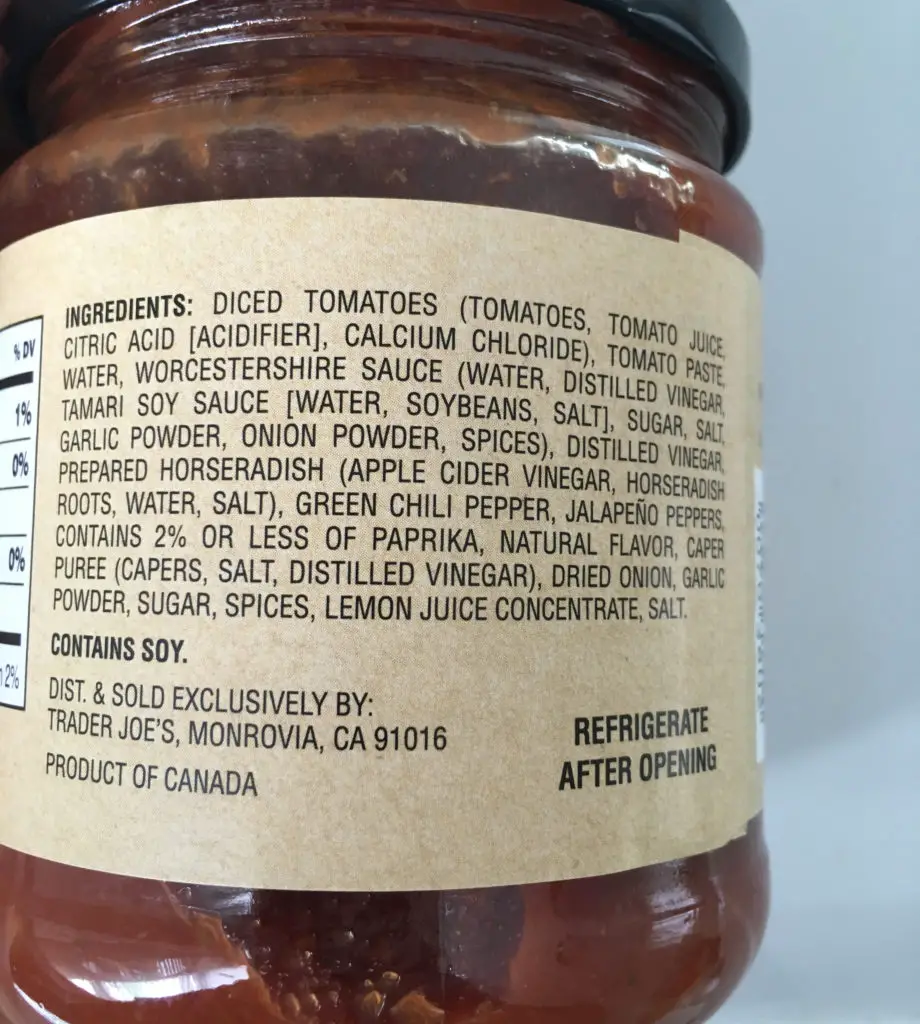 % DV
1%
0%
0%
2%
INGREDIENTS: DICED TOMATOES (TOMATOES, TOMATO JUICE,
CITRIC ACID [ACIDIFIER], CALCIUM CHLORIDE), TOMATO PASTE,
WATER, WORCESTERSHIRE SAUCE (WATER, DISTILLED VINEGAR,
TAMARI SOY SAUCE [WATER, SOYBEANS, SALT], SUGAR, SALT,
GARLIC POWDER, ONION POWDER, SPICES), DISTILLED VINEGAR,
PREPARED HORSERADISH (APPLE CIDER VINEGAR, HORSERADISH
ROOTS, WATER, SALT), GREEN CHILI PEPPER, JALAPEÑO PEPPERS,
CONTAINS 2% OR LESS OF PAPRIKA, NATURAL FLAVOR, CAPER
PUREE (CAPERS, SALT, DISTILLED VINEGAR), DRIED ONION, GARLIC
POWDER, SUGAR, SPICES, LEMON JUICE CONCENTRATE, SALT.
CONTAINS SOY.
DIST. & SOLD EXCLUSIVELY BY:
TRADER JOE'S, MONROVIA, CA 91016
PRODUCT OF CANADA
REFRIGERATE
AFTER OPENING